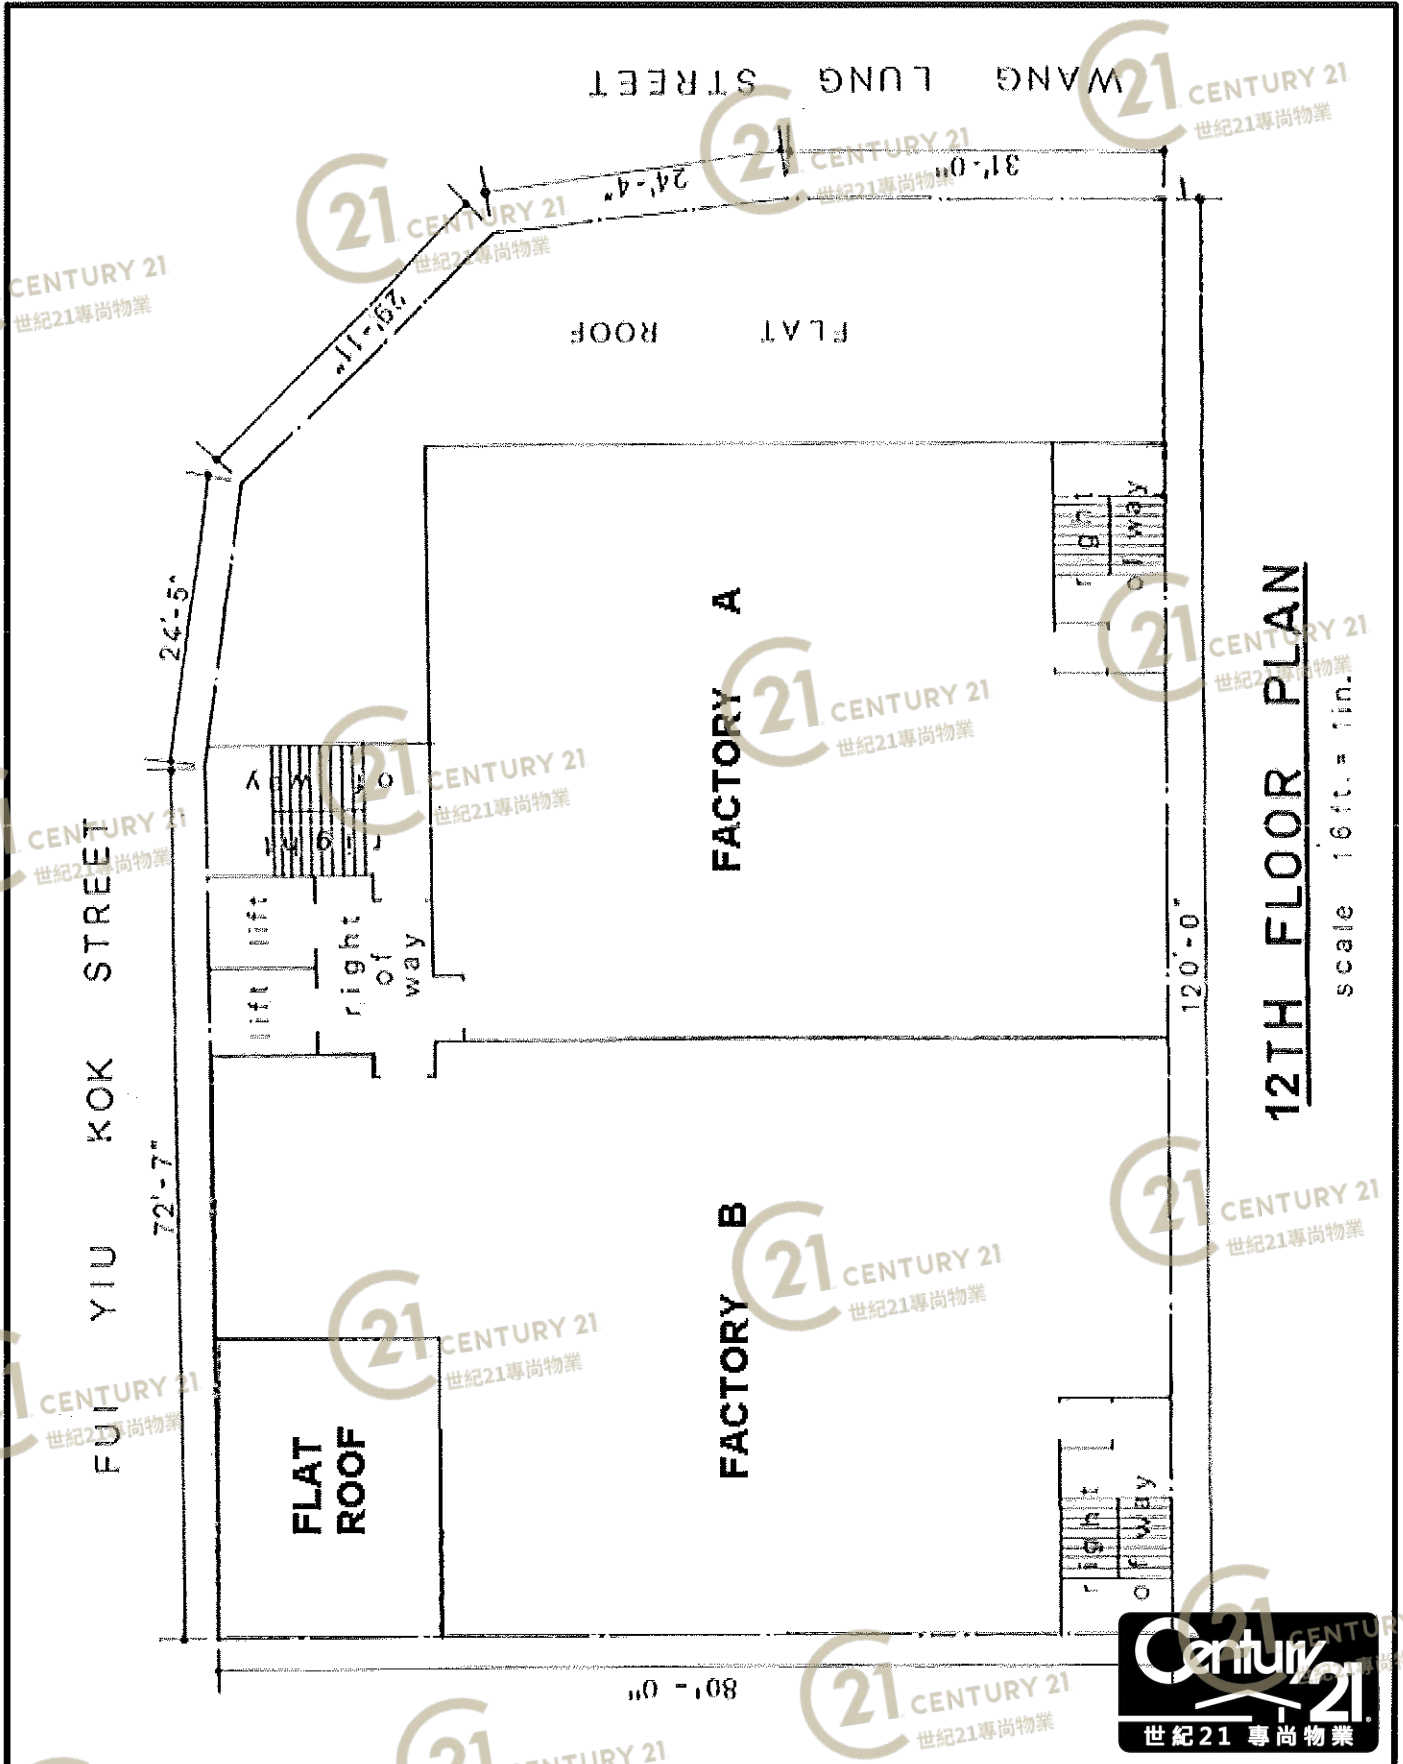 WANG LUNG STREET
31'-0"
24'-4"
29'-11"
24'-5"
72'-7"
FUI YIU KOK STREET
FLAT ROOF
right
of way
FACTORY A
right
of way
lift
lift
right
of
way
120'-0"
12TH FLOOR PLAN
scale 16ft.=1in.
FACTORY B
FLAT
ROOF
right
of way
80'-0"
Century 21
世紀21 專尚物業
CENTURY 21
世紀21專尚物業